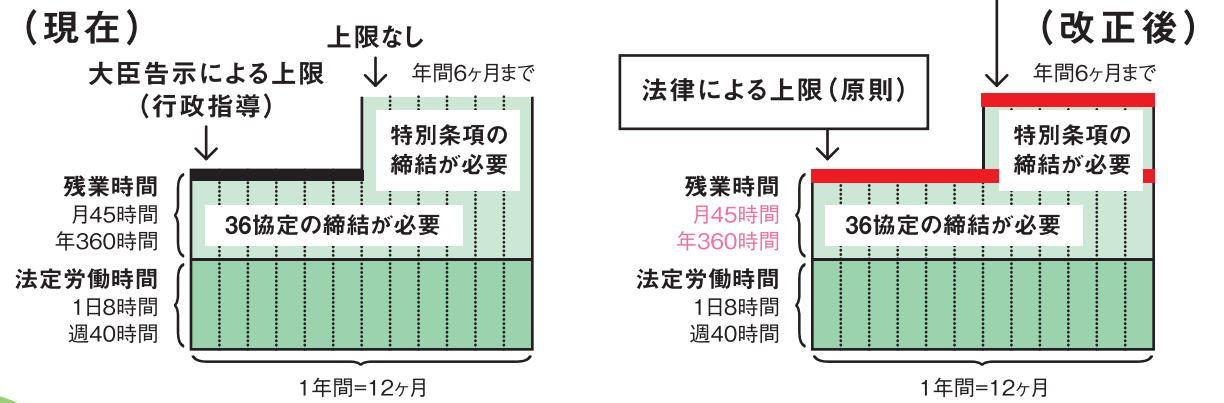 （現在）
上限なし
大臣告示による上限
（行政指導）
年間6ヶ月まで
特別条項の
締結が必要
残業時間
月45時間
年360時間
36協定の締結が必要
法定労働時間
1日8時間
週40時間
1年間=12ヶ月
（改正後）
法律による上限（原則）
年間6ヶ月まで
特別条項の
締結が必要
残業時間
月45時間
年360時間
36協定の締結が必要
法定労働時間
1日8時間
週40時間
1年間=12ヶ月